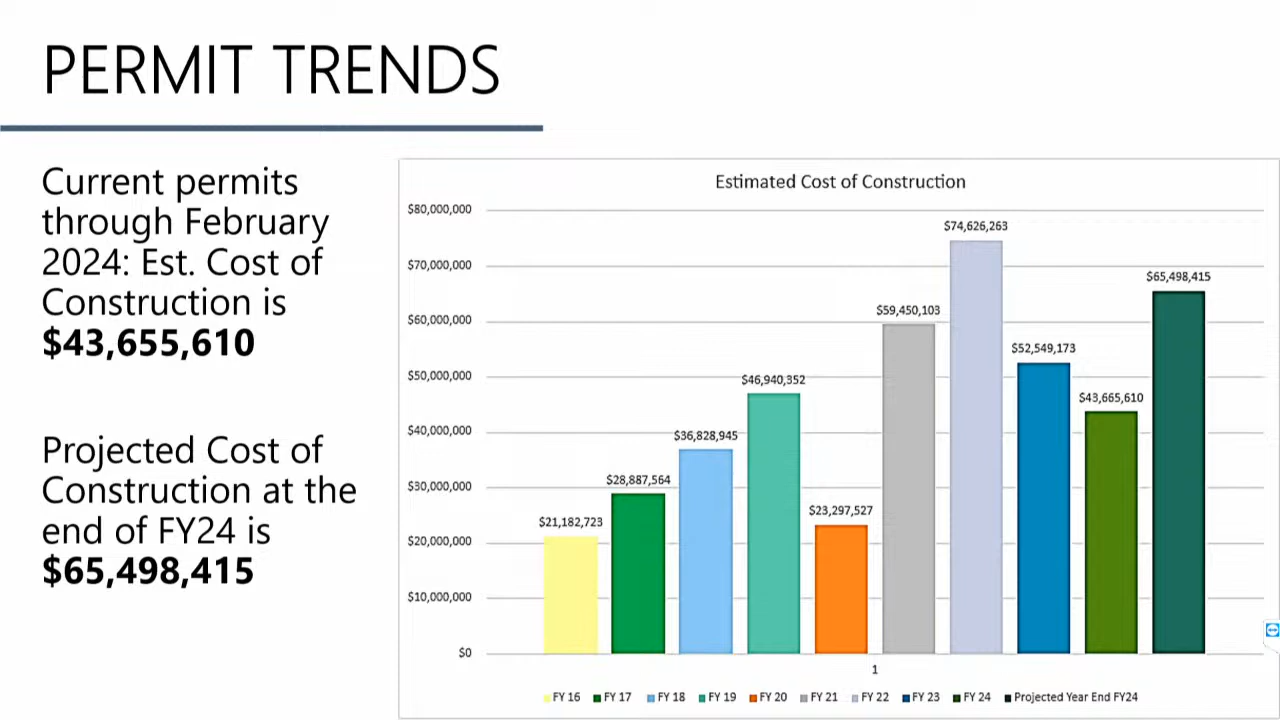 PERMIT TRENDS
Current permits
through February
2024: Est. Cost of
Construction is
$43,655,610
Projected Cost of
Construction at the
end of FY24 is
$65,498,415
Estimated Cost of Construction
$80,000,000
$70,000,000
$60,000,000
$50,000,000
$40,000,000
$30,000,000
$20,000,000
$10,000,000
$0
$21,182,723
$28,887,564
$36,828,945
$46,940,352
$23,297,527
$59,450,103
$74,626,263
$52,549,173
$43,665,610
$65,498,415
1
FY 16 FY 17 FY 18 FY 19 FY 20 FY 21 FY 22 FY 23 FY 24 Projected Year End FY24